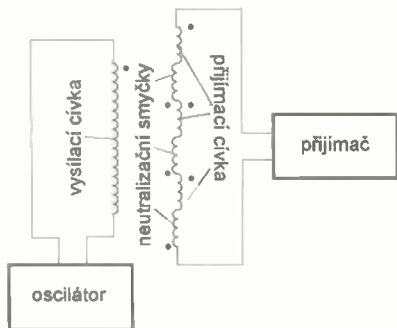 vysílací cívka
neutralizační smyčky
přijímací cívka
přijímač
oscilátor